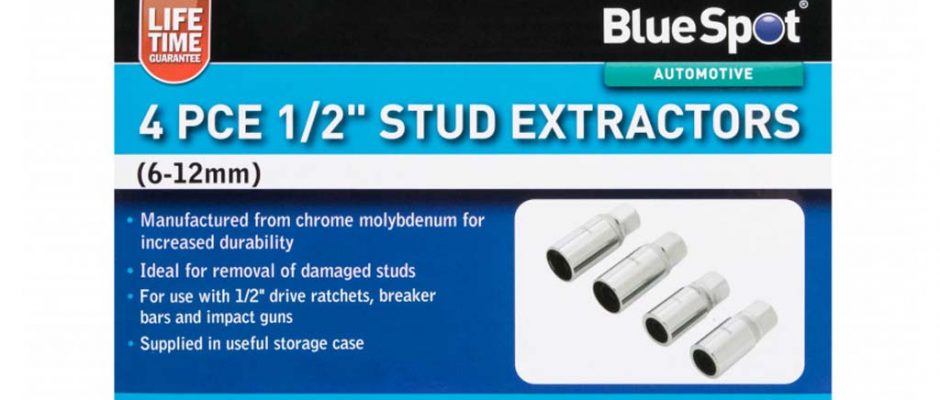 LIFE
TIME
GUARANTEE
BlueSpot®
AUTOMOTIVE
4 PCE 1/2" STUD EXTRACTORS
(6-12mm)
• Manufactured from chrome molybdenum for
increased durability
• Ideal for removal of damaged studs
• For use with 1/2" drive ratchets, breaker
bars and impact guns
• Supplied in useful storage case